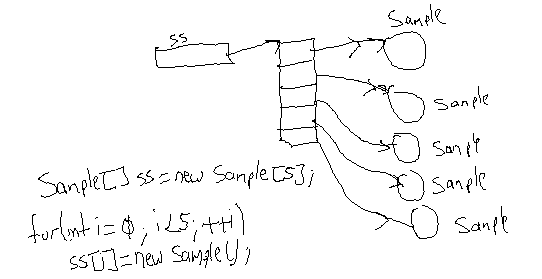 Sample
ss
Sample
Sample
Sample
Sample
Sample[] ss = new Sample[5];
for(int i=0; i<5; ++i)
ss[i]=new Sample();